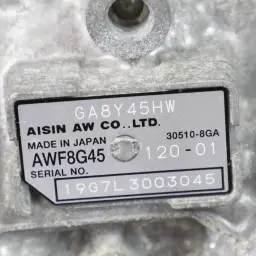 GA8Y45HW
AISIN AW CO.,LTD.
MADE IN JAPAN 30510-8GA
AWF8G45 120-01
SERIAL NO.
19G7L3003045